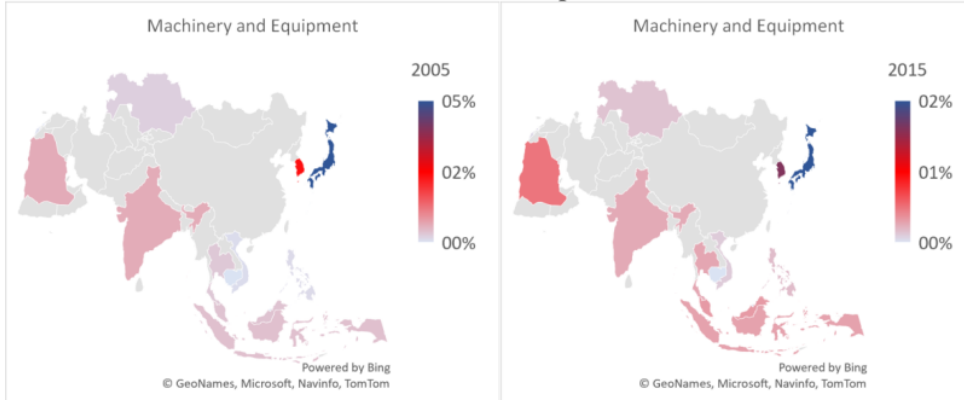 Machinery and Equipment
2005
05%
02%
00%
Powered by Bing
© GeoNames, Microsoft, Navinfo, TomTom
Machinery and Equipment
2015
02%
01%
00%
Powered by Bing
© GeoNames, Microsoft, Navinfo, TomTom